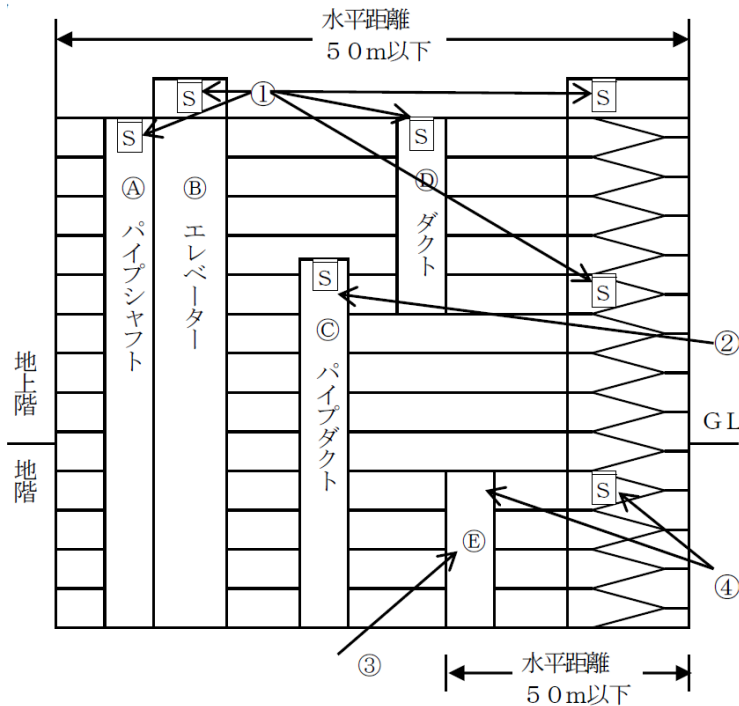 水平距離
５０ｍ以下
S
①
S
S
S
Ⓐ パイプシャフト
Ⓑ エレベーター
Ⓓ ダクト
S
S
Ⓒ パイプダクト
②
地上階
ＧＬ
地階
S
Ⓔ
④
③
水平距離
５０ｍ以下